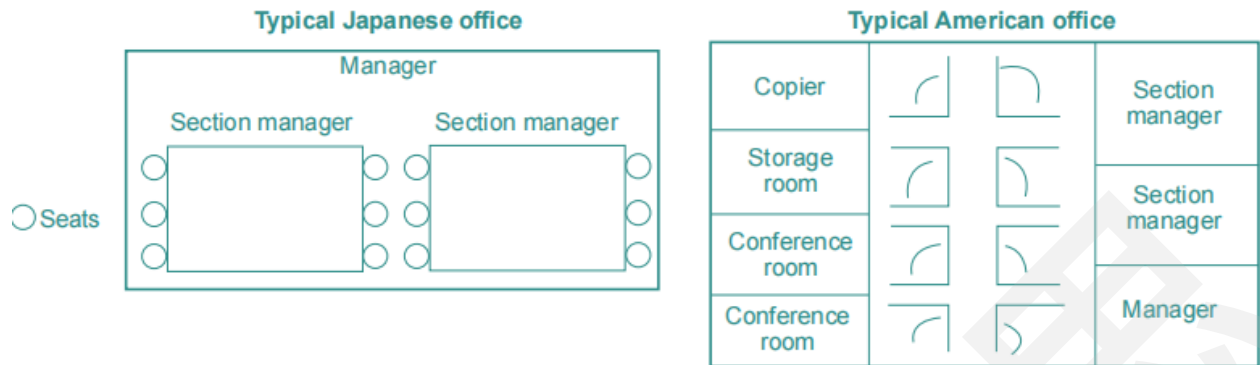 Typical Japanese office
Manager
Section manager
Section manager
Seats
Typical American office
Copier
Storage
room
Conference
room
Conference
room
Section
manager
Section
manager
Manager